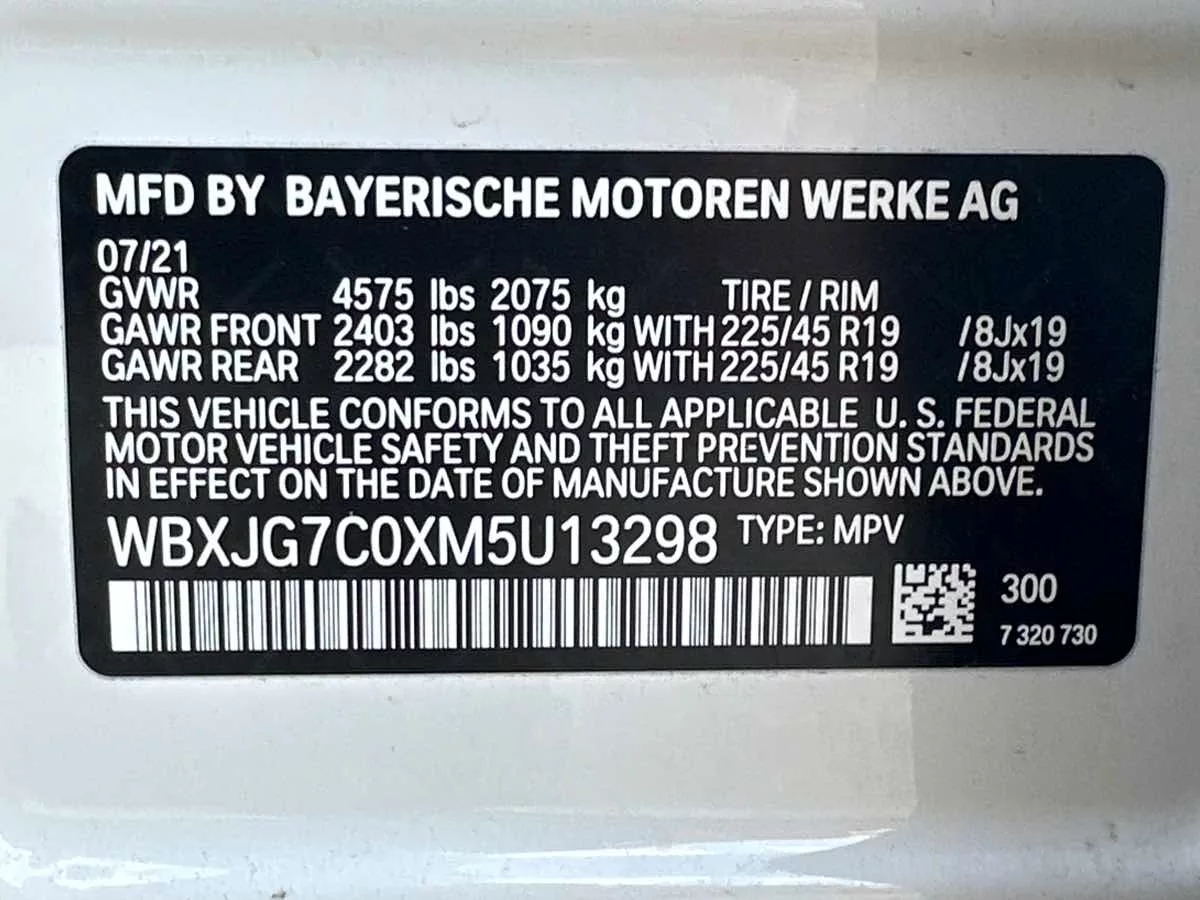 MFD BY BAYERISCHE MOTOREN WERKE AG
07/21
GVWR 4575 lbs 2075 kg TIRE / RIM
GAWR FRONT 2403 lbs 1090 kg WITH 225/45 R19 /8Jx19
GAWR REAR 2282 lbs 1035 kg WITH 225/45 R19 /8Jx19
THIS VEHICLE CONFORMS TO ALL APPLICABLE U. S. FEDERAL
MOTOR VEHICLE SAFETY AND THEFT PREVENTION STANDARDS
IN EFFECT ON THE DATE OF MANUFACTURE SHOWN ABOVE.
WBXJG7C0XM5U13298 TYPE: MPV
300
7 320 730